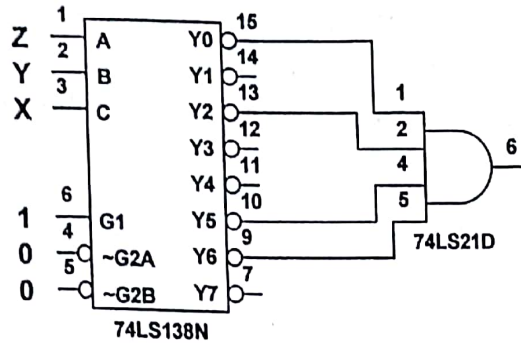 1
Z A Y0 15
2 14
Y B Y1
3 13
X C Y2 1
12 2
Y3
11 4 6
Y4
6 10 5
1 G1 Y5
4 9
0 ~G2A Y6 74LS21D
5 7
0 ~G2B Y7
74LS138N